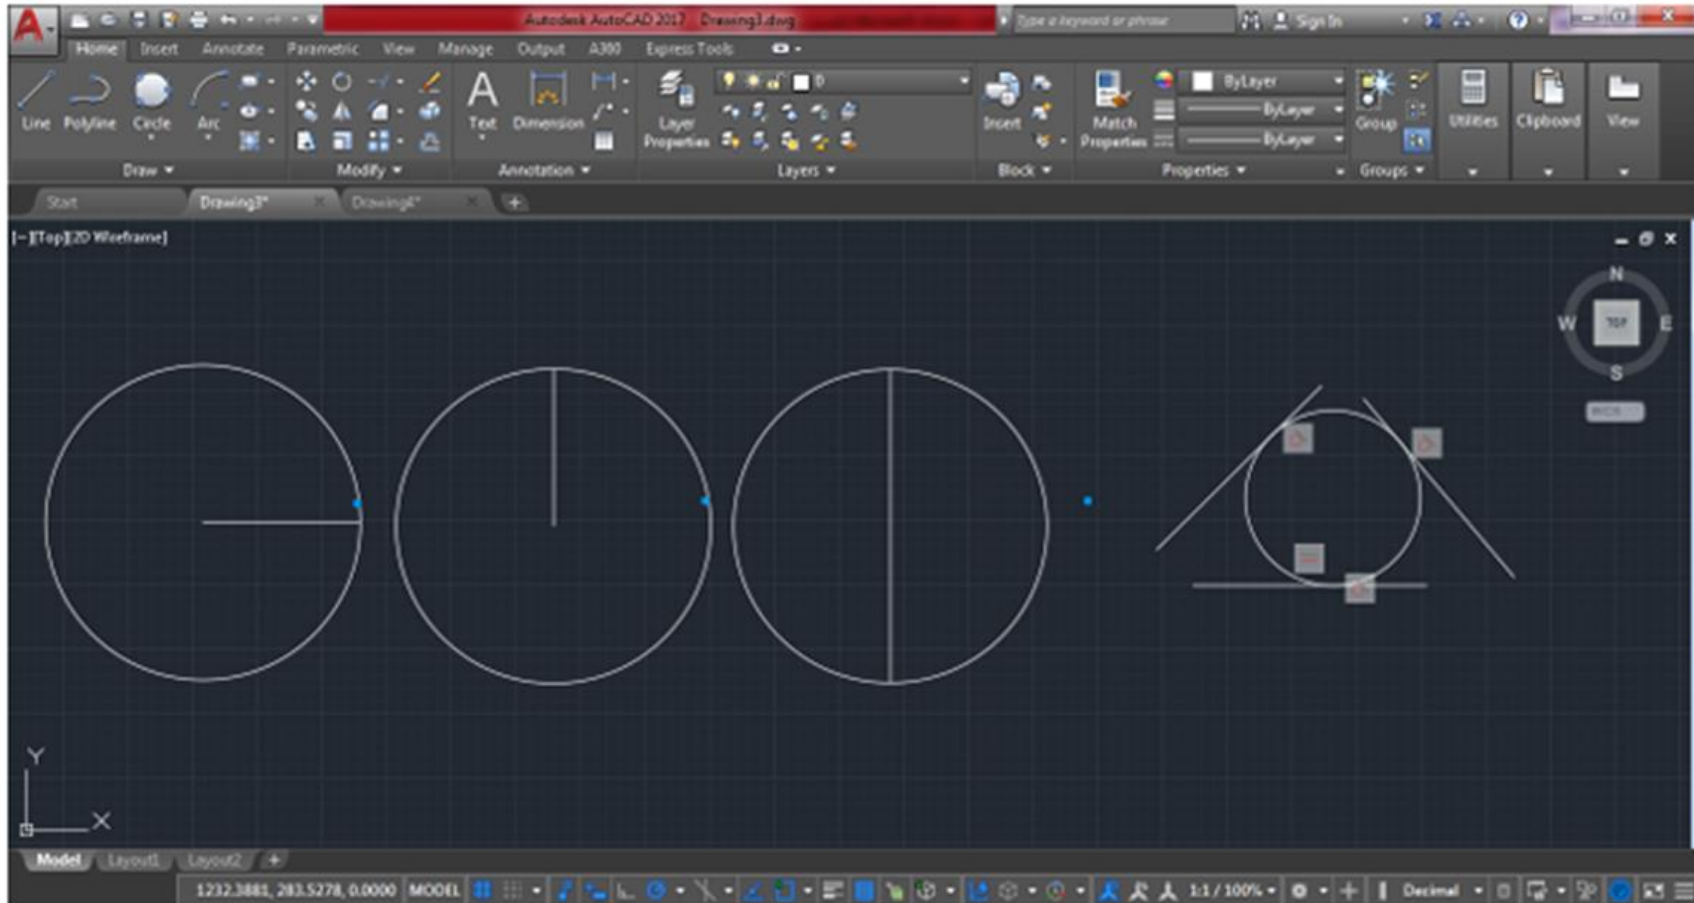 A Autodesk AutoCAD 2017 Drawing3.dwg Type a keyword or phrase Sign In
Home Insert Annotate Parametric View Manage Output A360 Express Tools
0 ByLayer
ByLayer
ByLayer
Line Polyline Circle Arc Text Dimension Layer Properties Insert Match Properties Group Utilities Clipboard View
Draw Modify Annotation Layers Block Properties Groups
Start Drawing3* Drawing4*
[-][Top][2D Wireframe]
N
W TOP E
S
WCS
Y
X
Model Layout1 Layout2
1232.3881, 283.5278, 0.0000 MODEL 1:1 / 100% Decimal